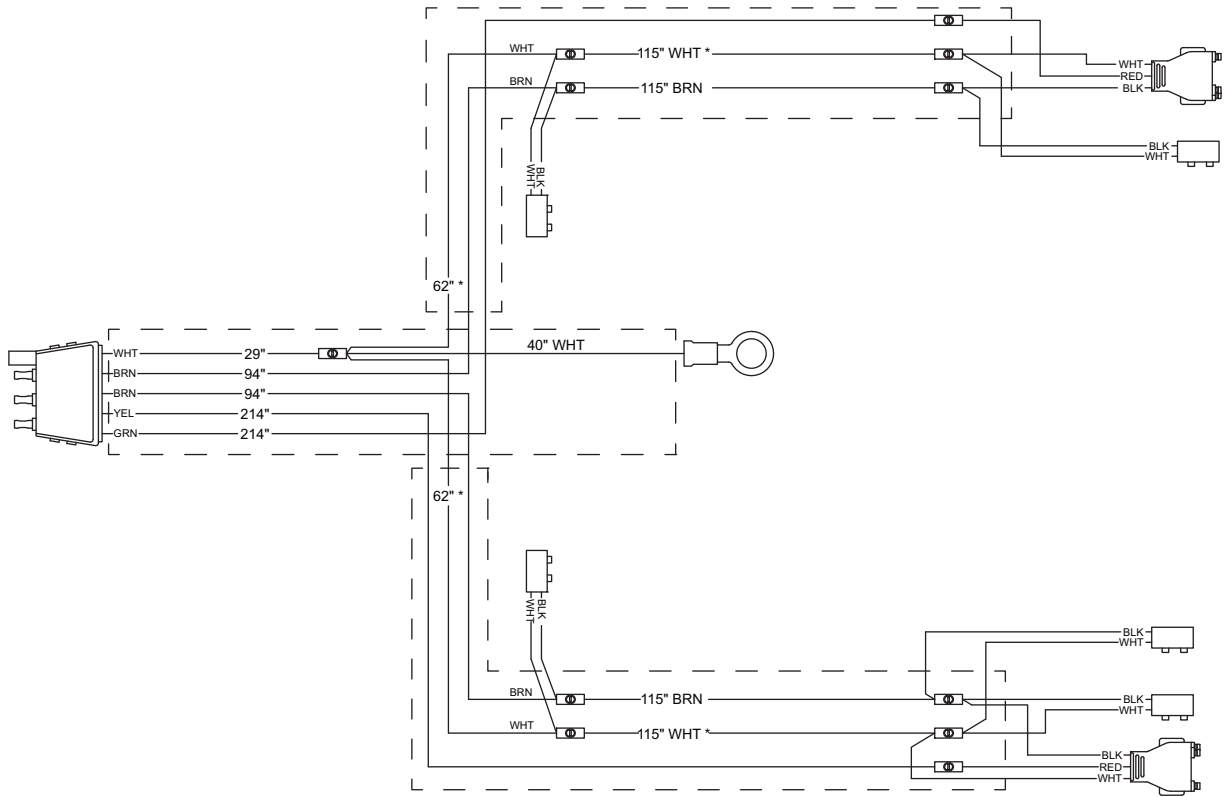 WHT
115" WHT *
WHT
RED
BRN
115" BRN
BLK
BLK
WHT
WHT
BLK
62" *
WHT
29"
40" WHT
BRN
94"
BRN
94"
YEL
214"
GRN
214"
62" *
WHT
BLK
BLK
WHT
BRN
115" BRN
BLK
WHT
WHT
115" WHT *
BLK
RED
WHT